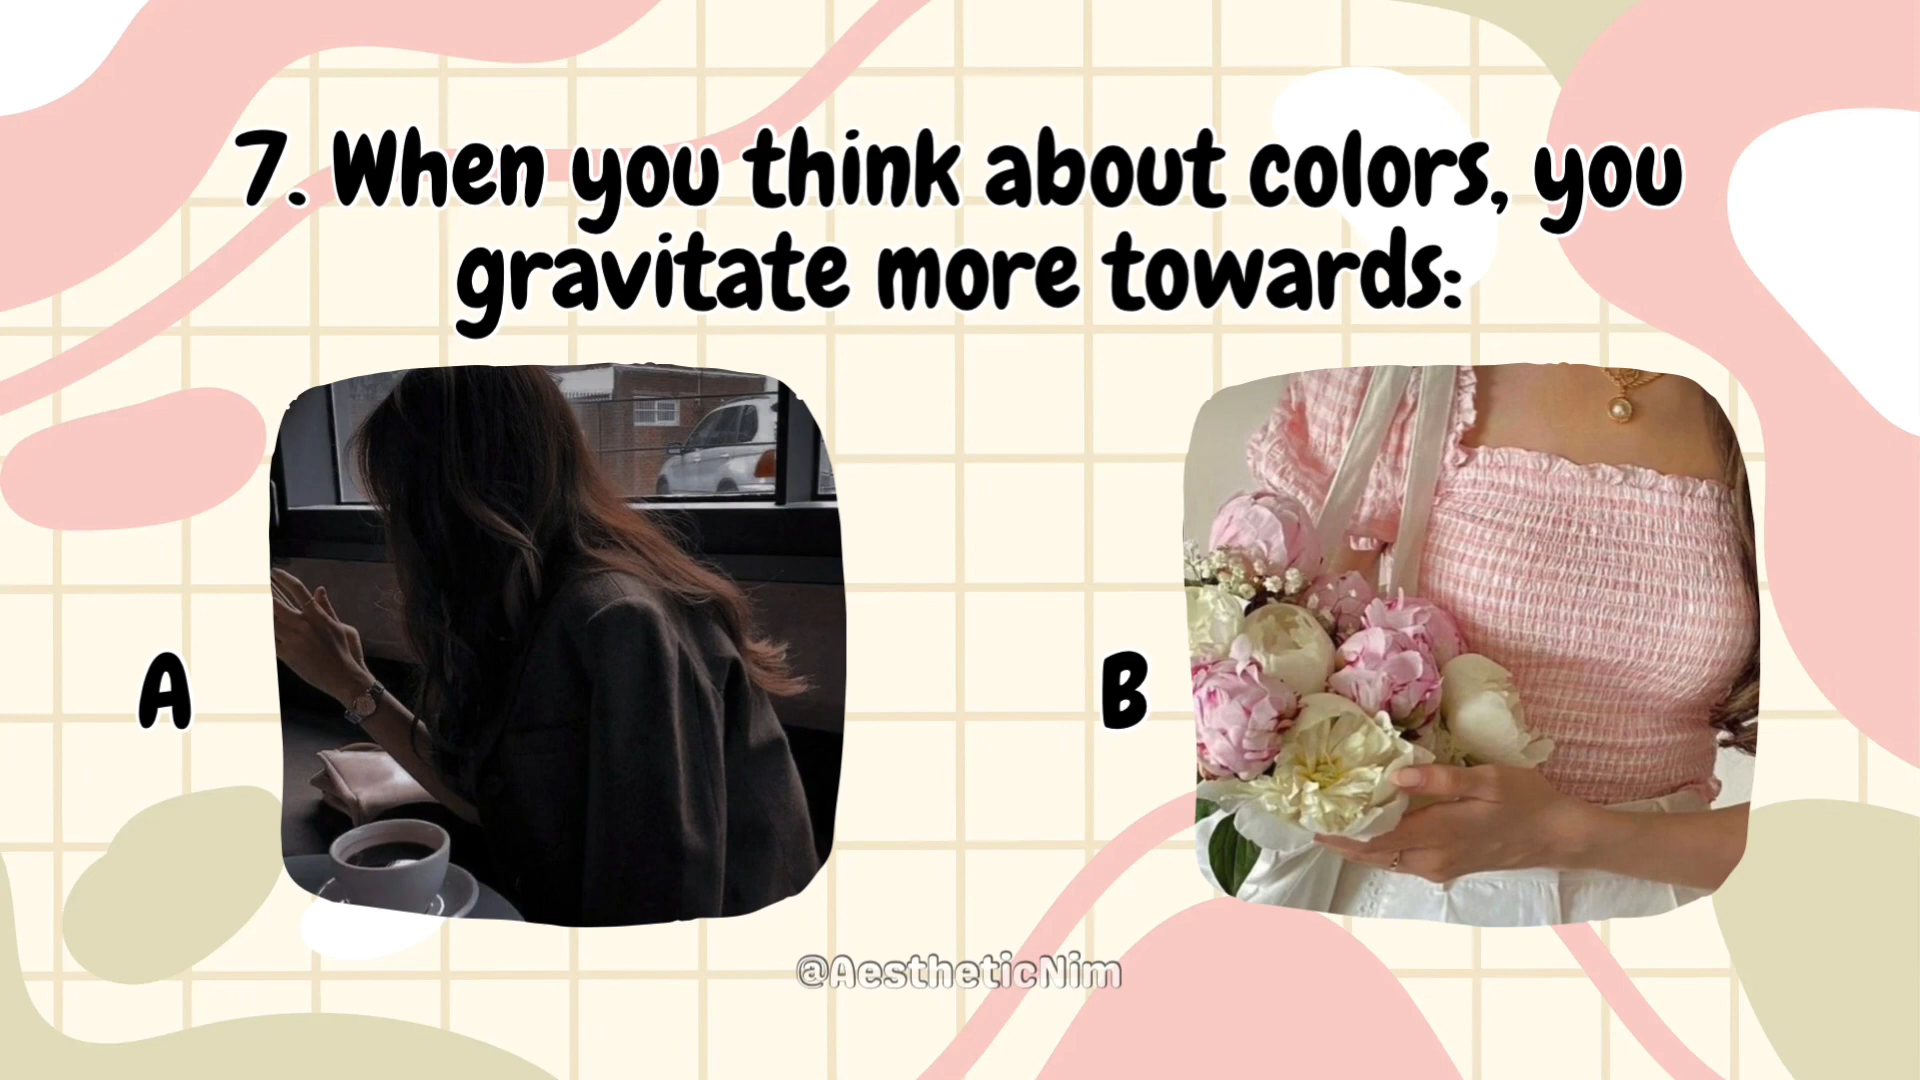 7. When you think about colors, you
gravitate more towards:
A
B
@AestheticNim